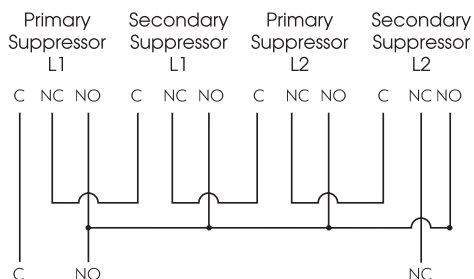 Primary Secondary Primary Secondary
Suppressor Suppressor Suppressor Suppressor
L1 L1 L2 L2
C NC NO C NC NO C NC NO C NC NO
C NO NC